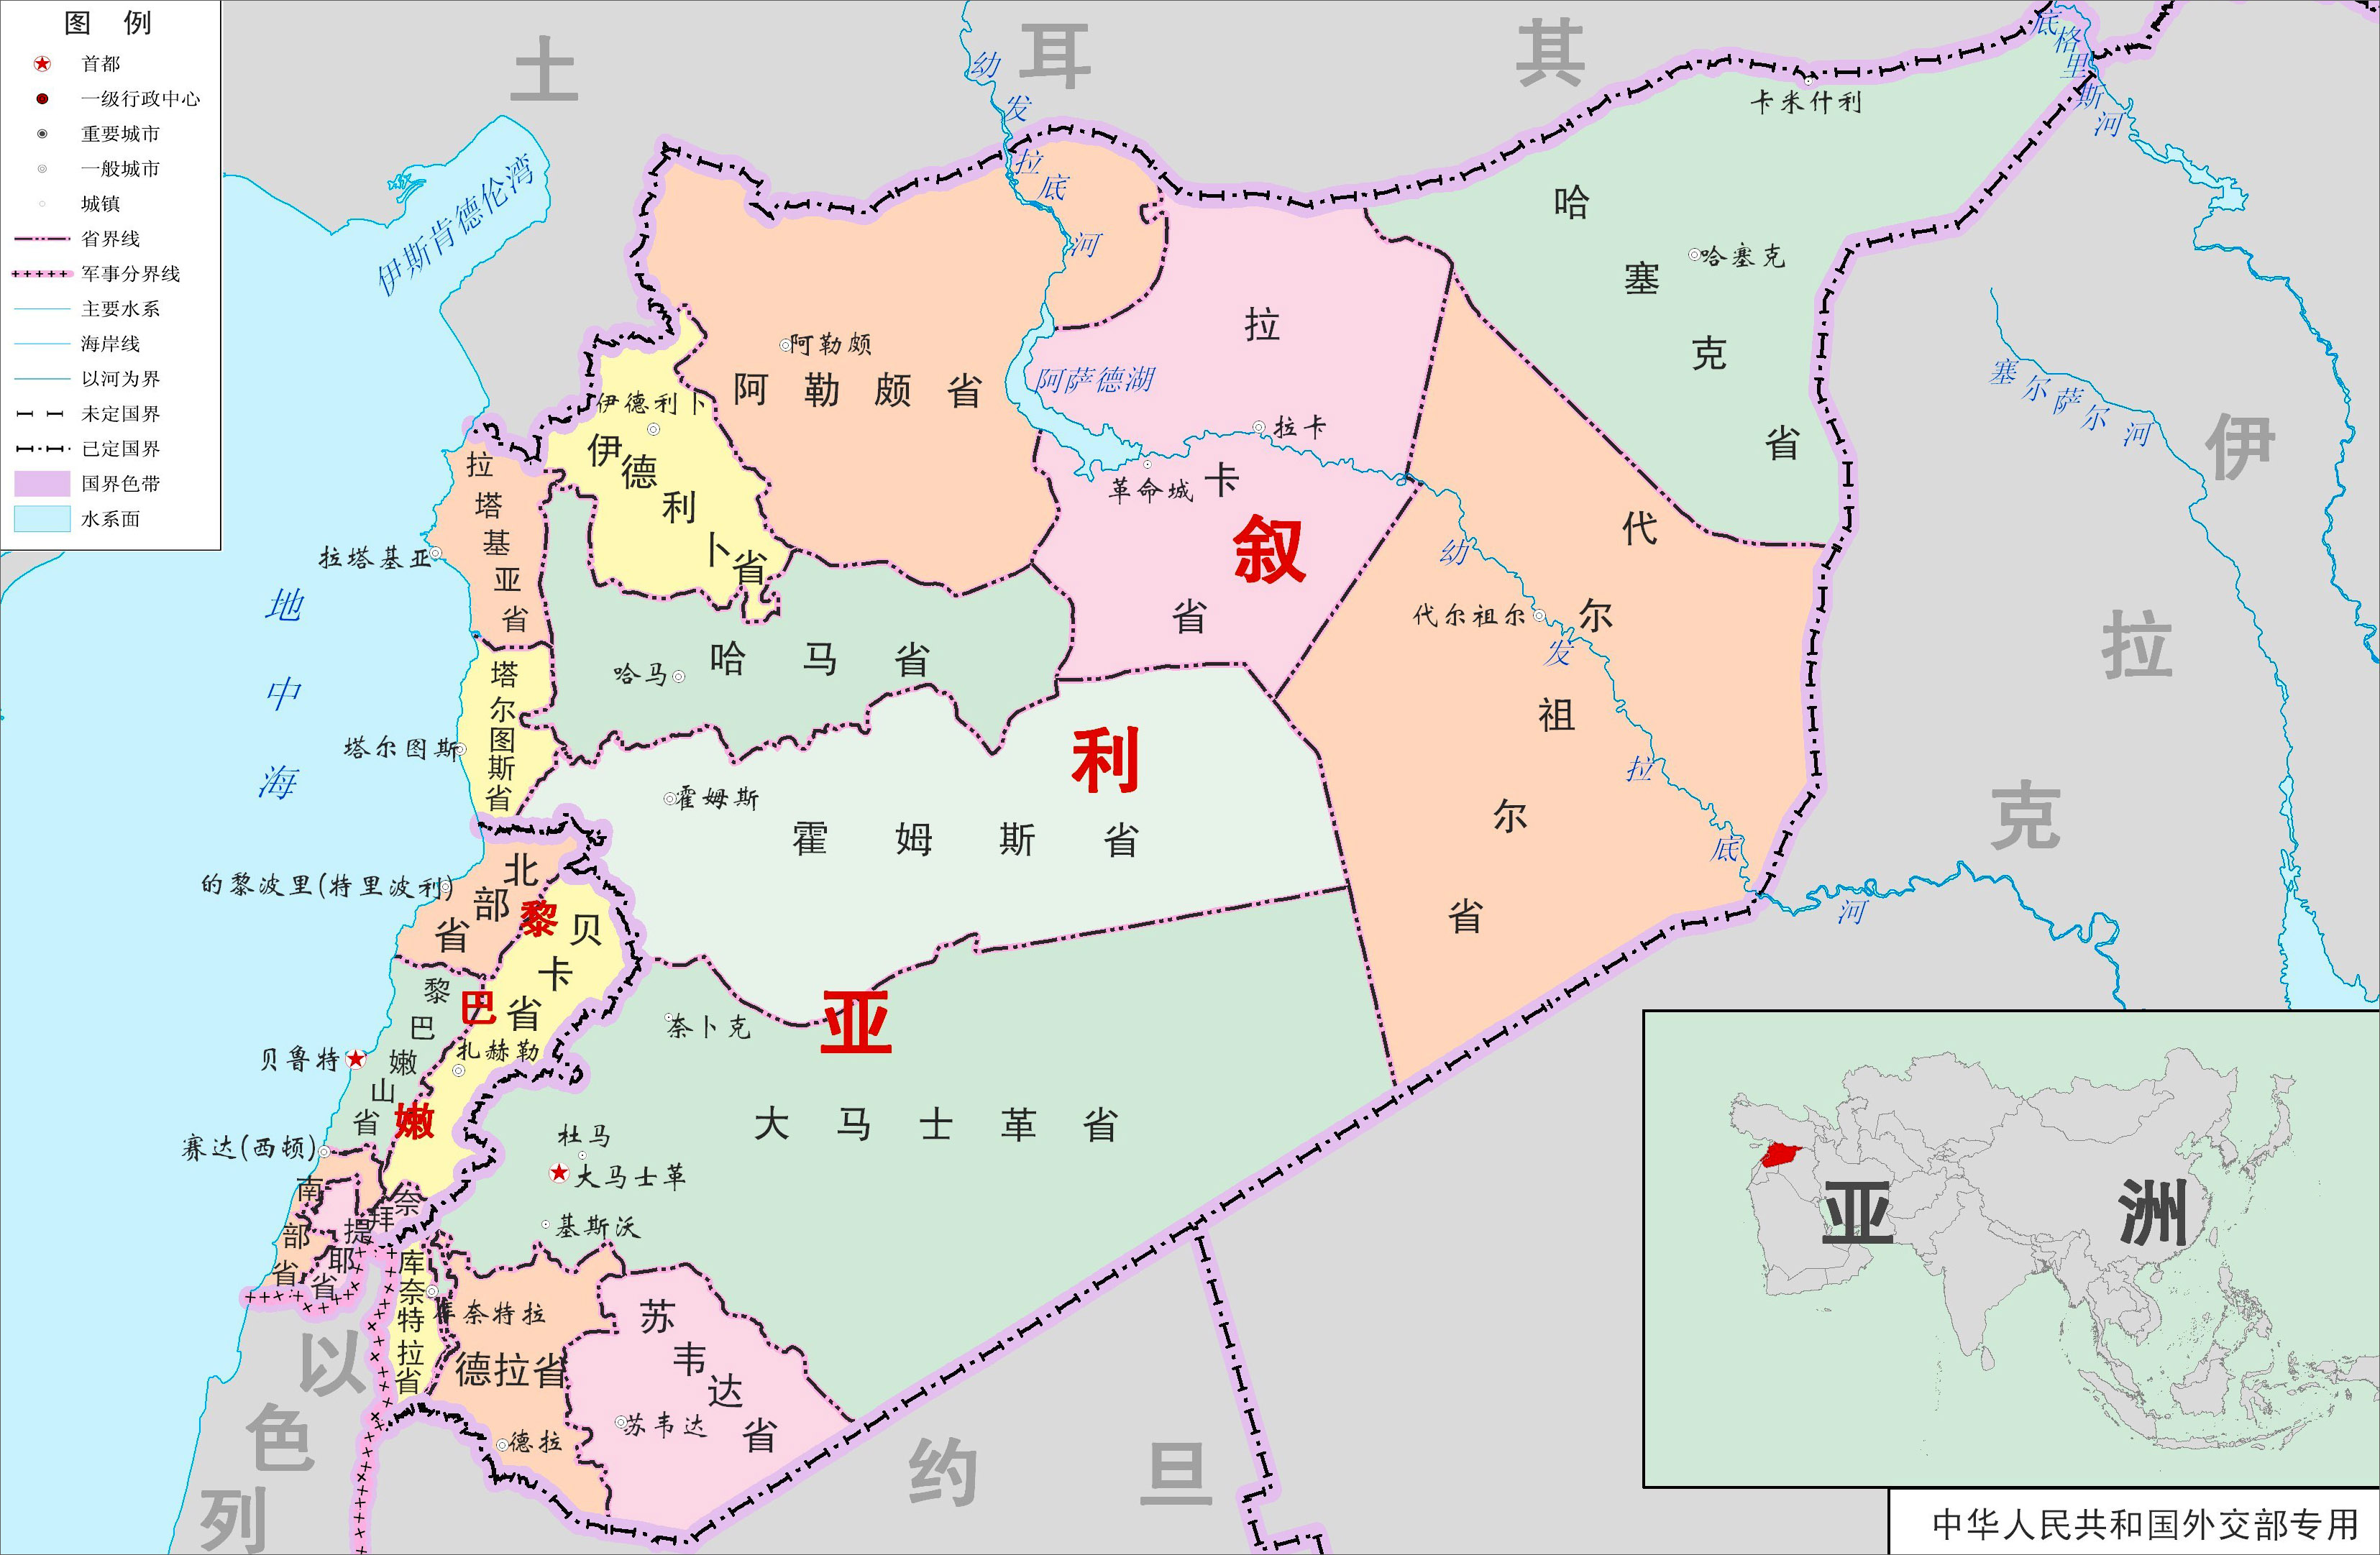 图 例
首都
一级行政中心
重要城市
一般城市
城镇
省界线
军事分界线
主要水系
海岸线
以河为界
未定国界
已定国界
国界色带
水系面
土 耳 其
伊斯肯德伦湾
幼发拉底河
底格里斯河
卡米什利
哈塞克省
哈塞克
阿勒颇
阿勒颇省
阿萨德湖
拉卡省
拉卡
革命城
伊德利卜
伊德利卜省
拉塔基亚省
拉塔基亚
塞尔萨尔河
伊拉克
叙利亚
代尔祖尔省
代尔祖尔
幼发拉底河
地中海
哈马
哈马省
塔尔图斯省
塔尔图斯
霍姆斯
霍姆斯省
的黎波里(特里波利)
北部省
黎巴嫩
贝卡省
黎巴嫩山省
贝鲁特
扎赫勒
奈卜克
大马士革省
杜马
大马士革
基斯沃
赛达(西顿)
南部省
奈拜提耶省
库奈特拉省
库奈特拉
德拉省
德拉
苏韦达省
苏韦达
以色列
约旦
亚洲
中华人民共和国外交部专用